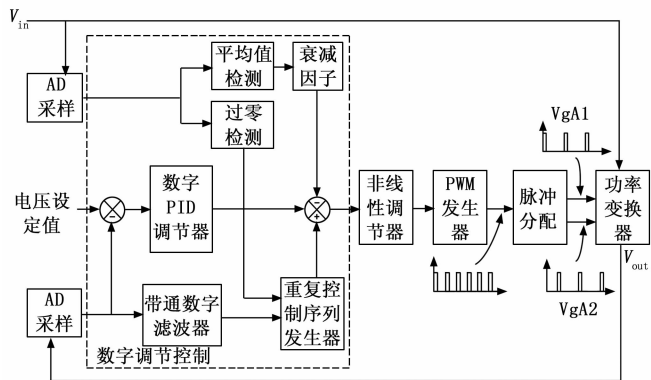 Vin
AD
采样
平均值
检测
衰减
因子
过零
检测
VgA1
电压设
定值
数字
PID
调节器
非线
性调
节器
PWM
发生
器
脉冲
分配
功率
变换
器
Vout
AD
采样
带通数字
滤波器
重复控
制序列
发生器
VgA2
数字调节控制